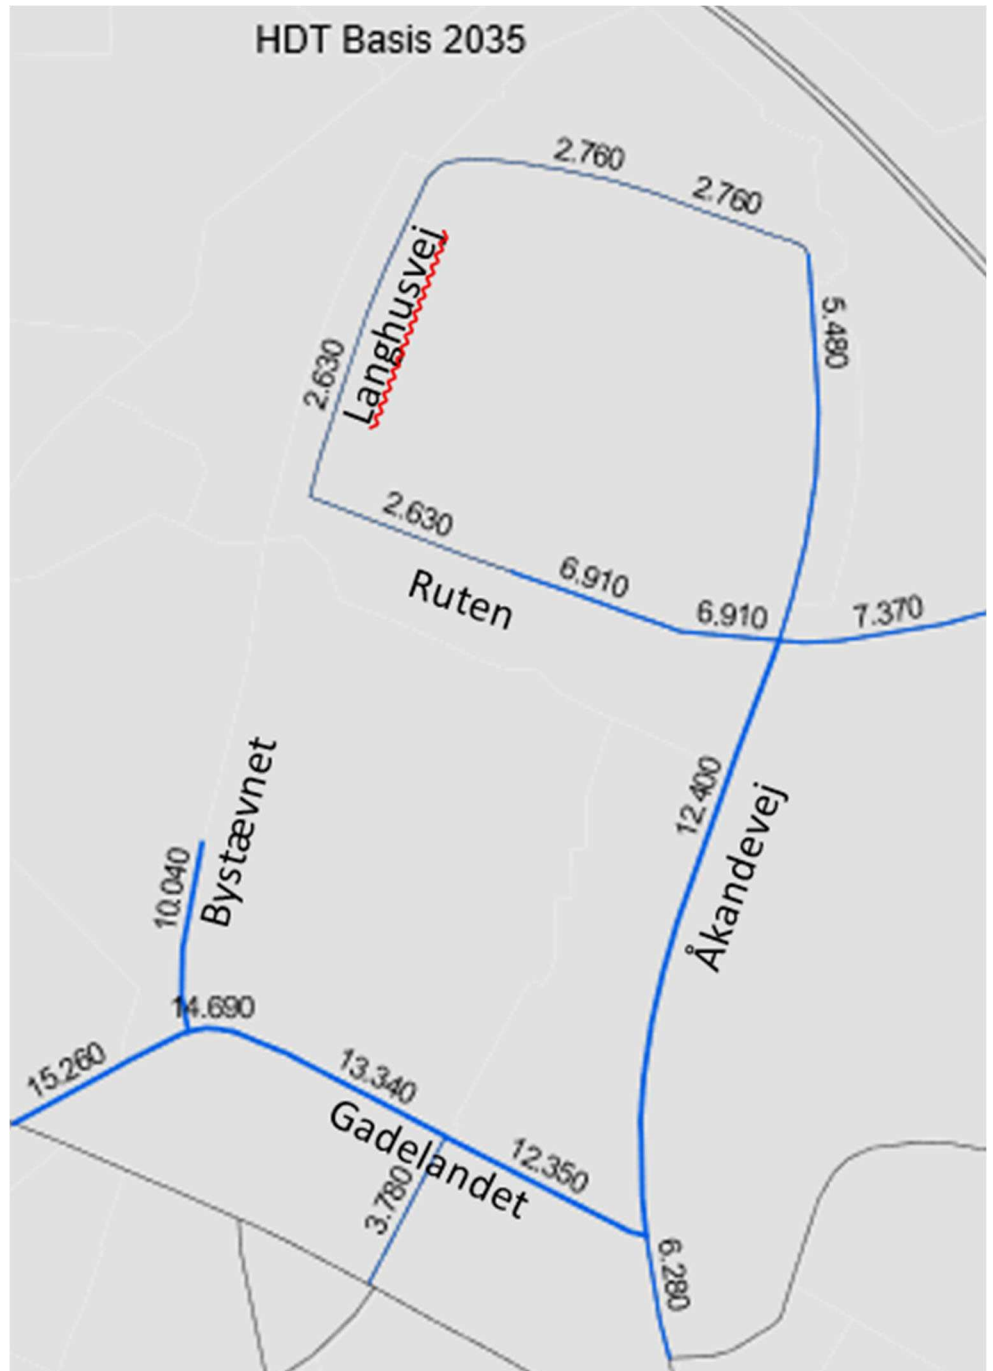 HDT Basis 2035
2.760
2.760
Langhusvej
5.480
2.630
2.630
6.910
6.910
7.370
Ruten
Bystævnet
12.400
Åkandevej
10.040
14.690
15.260
13.340
Gadelandet
12.350
3.780
6.280